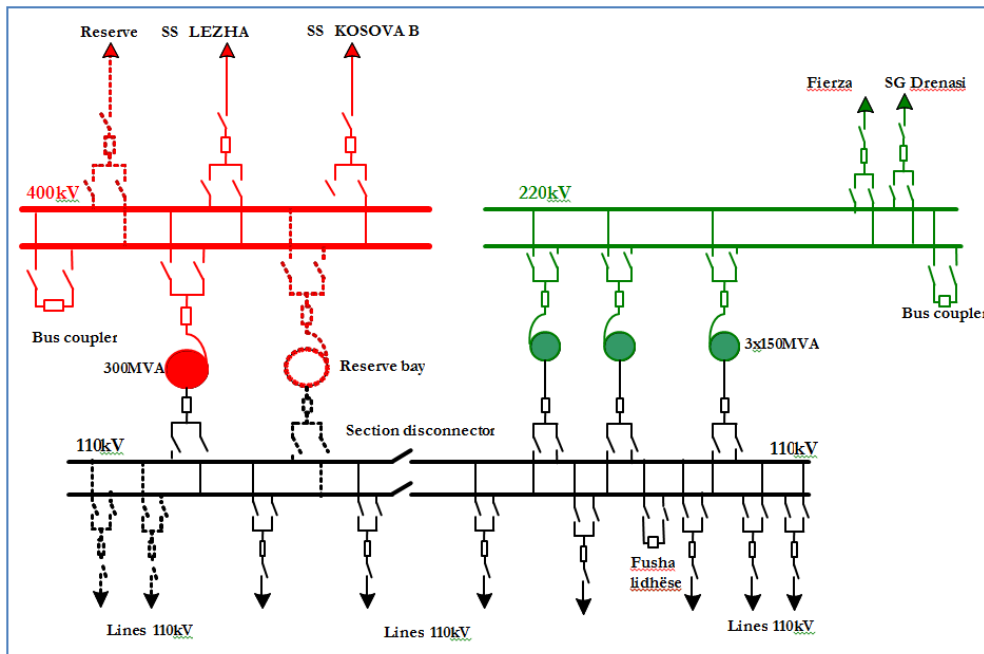 Reserve
SS LEZHA
SS KOSOVA B
Fierza
SG Drenasi
400kV
220kV
Bus coupler
Bus coupler
300MVA
Reserve bay
3x150MVA
Section disconnector
110kV
110kV
Fusha
lidhëse
Lines 110kV
Lines 110kV
Lines 110kV